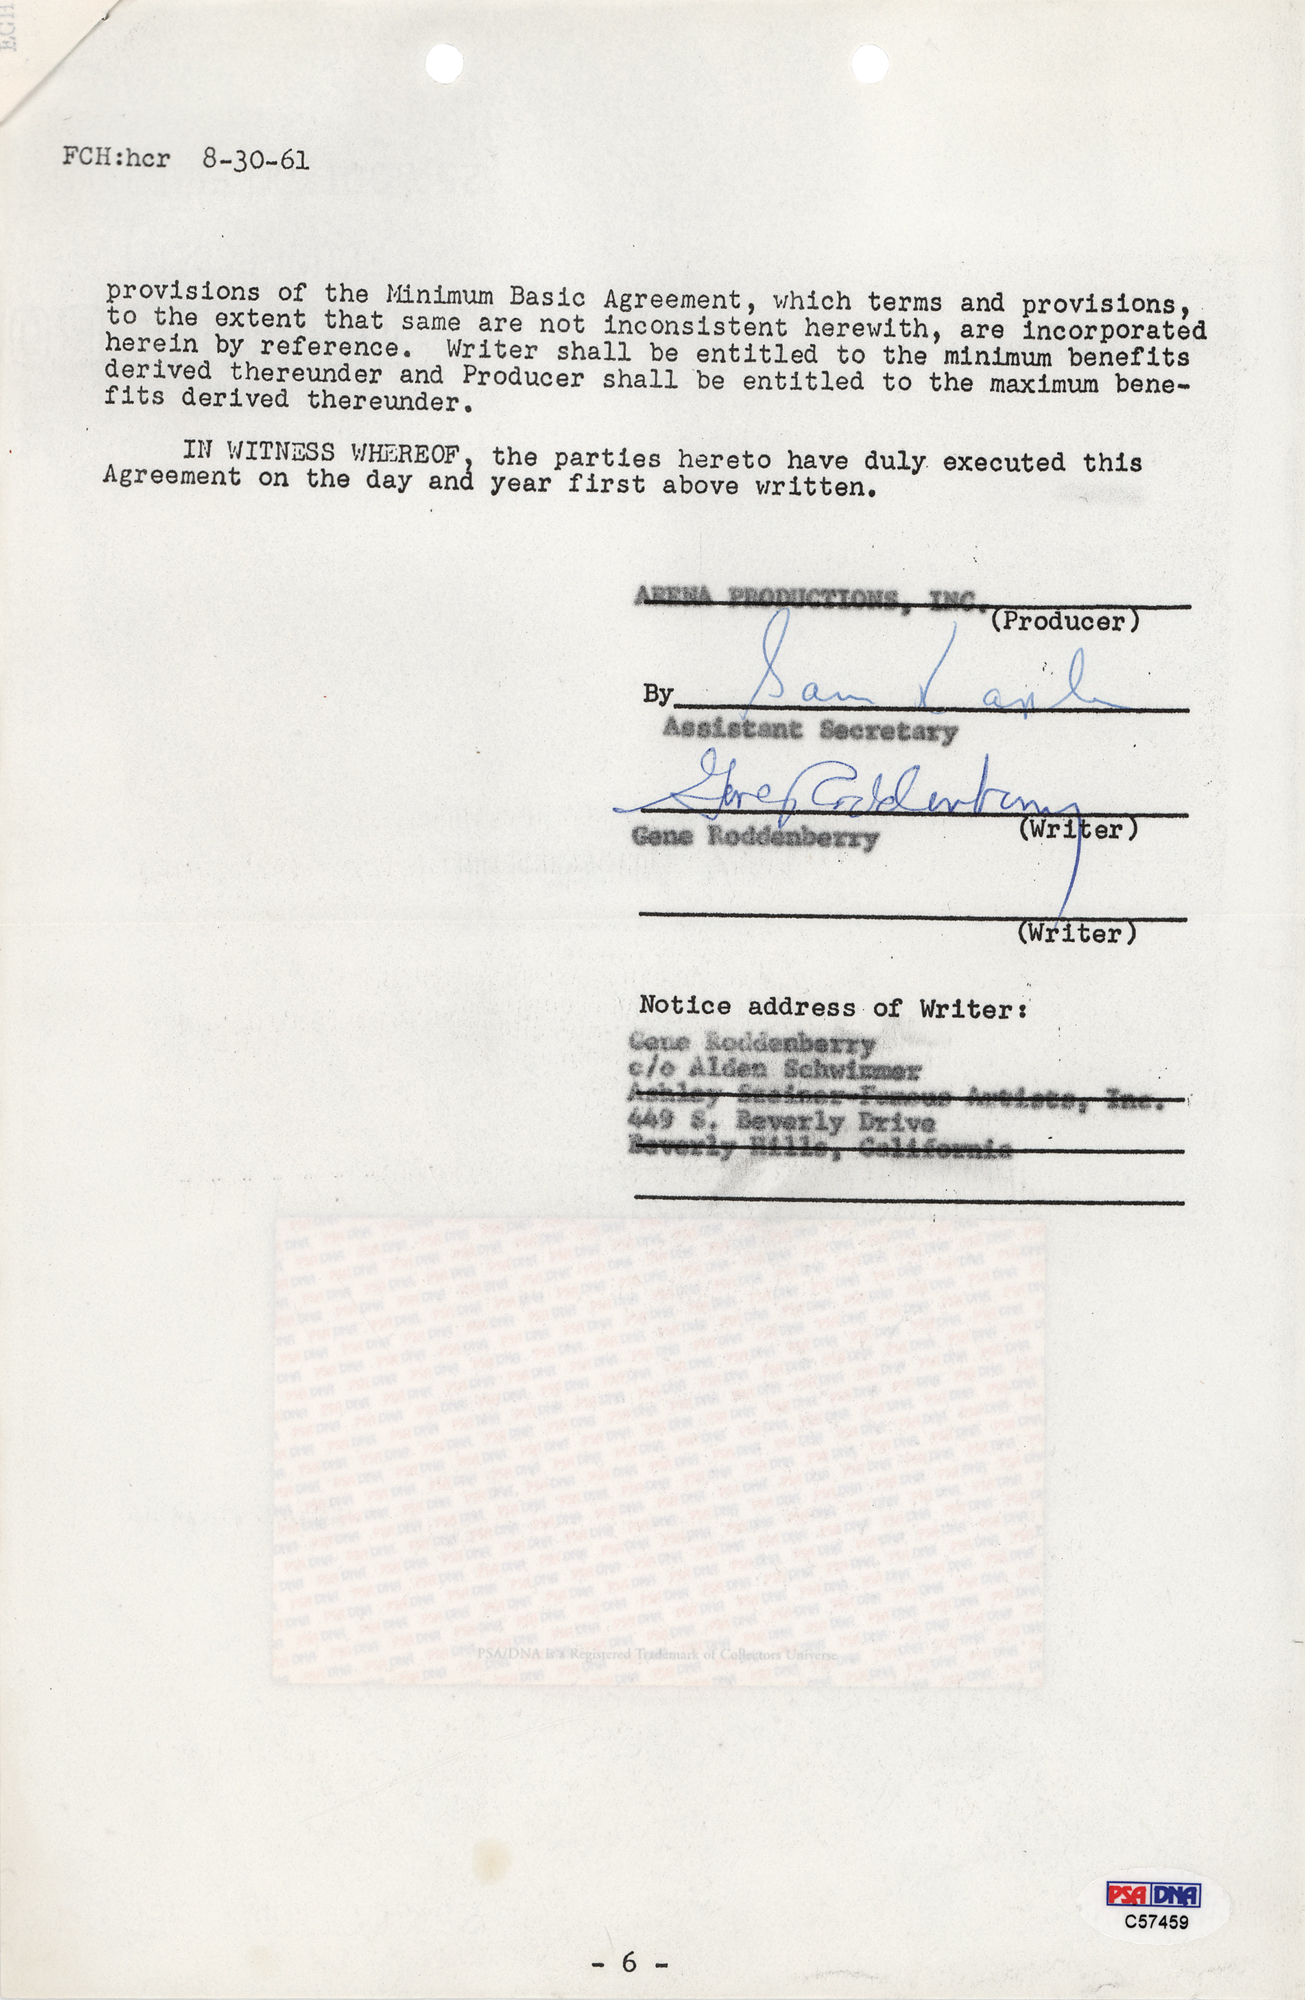 FCH:hcr 8-30-61
provisions of the Minimum Basic Agreement, which terms and provisions,
to the extent that same are not inconsistent herewith, are incorporated
herein by reference. Writer shall be entitled to the minimum benefits
derived thereunder and Producer shall be entitled to the maximum bene-
fits derived thereunder.
IN WITNESS WHEREOF, the parties hereto have duly executed this
Agreement on the day and year first above written.
ARENA PRODUCTIONS, INC.
(Producer)
By Sam
Assistant Secretary
Gene Roddenberry
Gene Roddenberry (Writer)
(Writer)
Notice address of Writer:
Gene Roddenberry
c/o Alden Schwimmer
Ashley Steiner-Famous Artists, Inc.
449 S. Beverly Drive
Beverly Hills, California
PSA/DNA is a Registered Trademark of Collectors Universe
PSA DNA
C57459
- 6 -